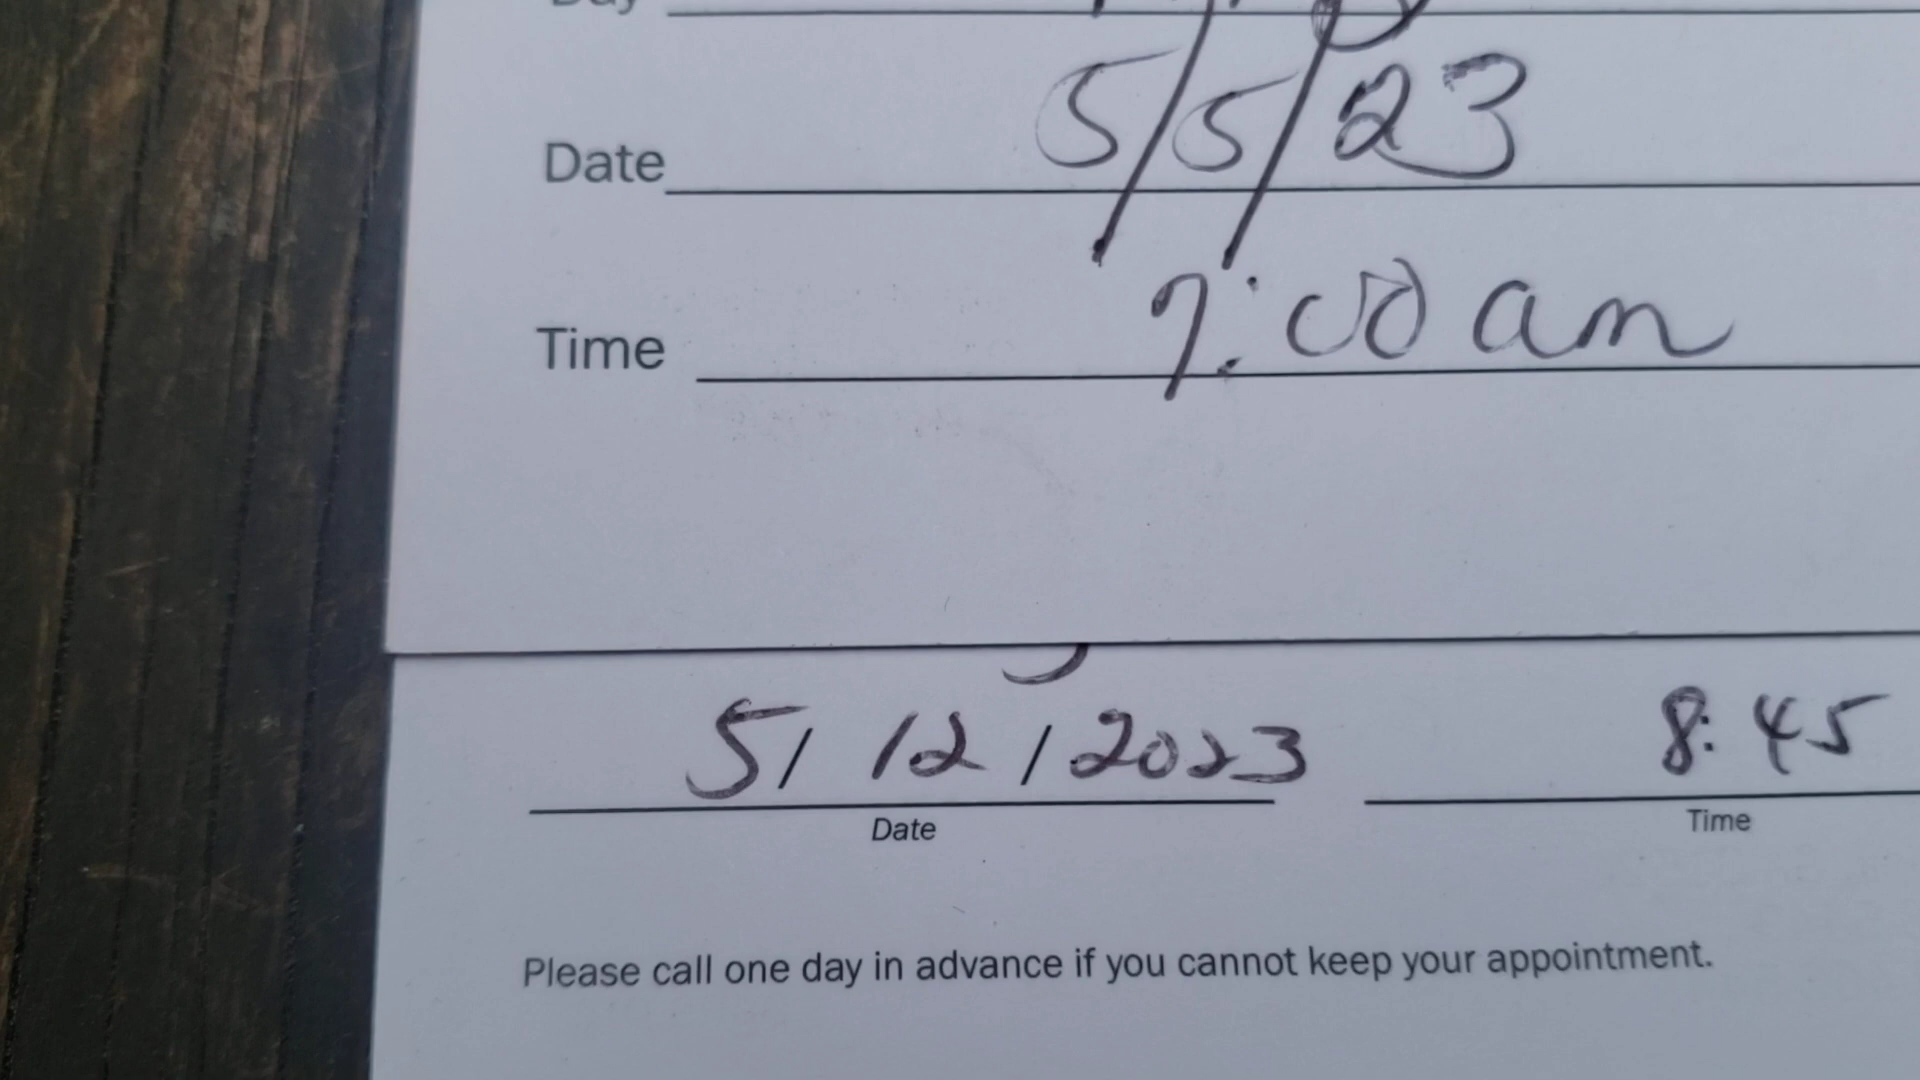 Day
Date 5/5/23
Time 7:00 am
5/12/2023 8:45
Date Time
Please call one day in advance if you cannot keep your appointment.